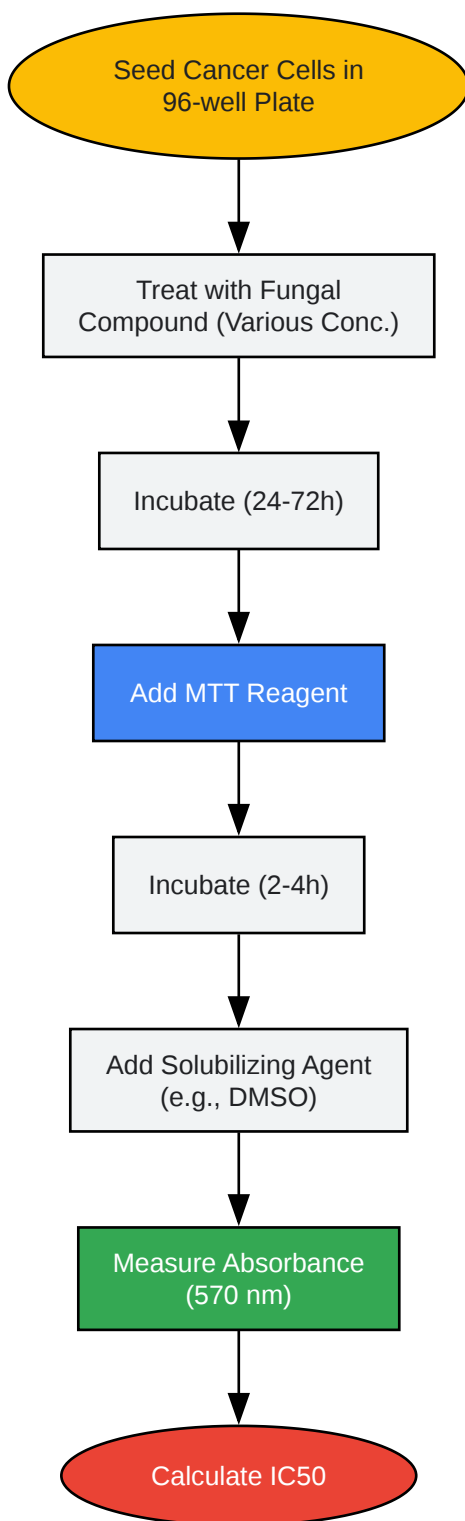 Seed Cancer Cells in
96-well Plate
Treat with Fungal
Compound (Various Conc.)
Incubate (24-72h)
Add MTT Reagent
Incubate (2-4h)
Add Solubilizing Agent
(e.g., DMSO)
Measure Absorbance
(570 nm)
Calculate IC50